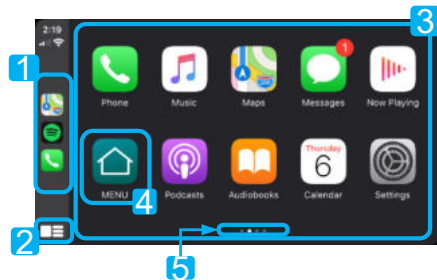 3
2:19
1
1
Phone
Music
Maps
Messages
Now Playing
Thursday
6
MENU
4
Podcasts
Audiobooks
Calendar
Settings
2
5